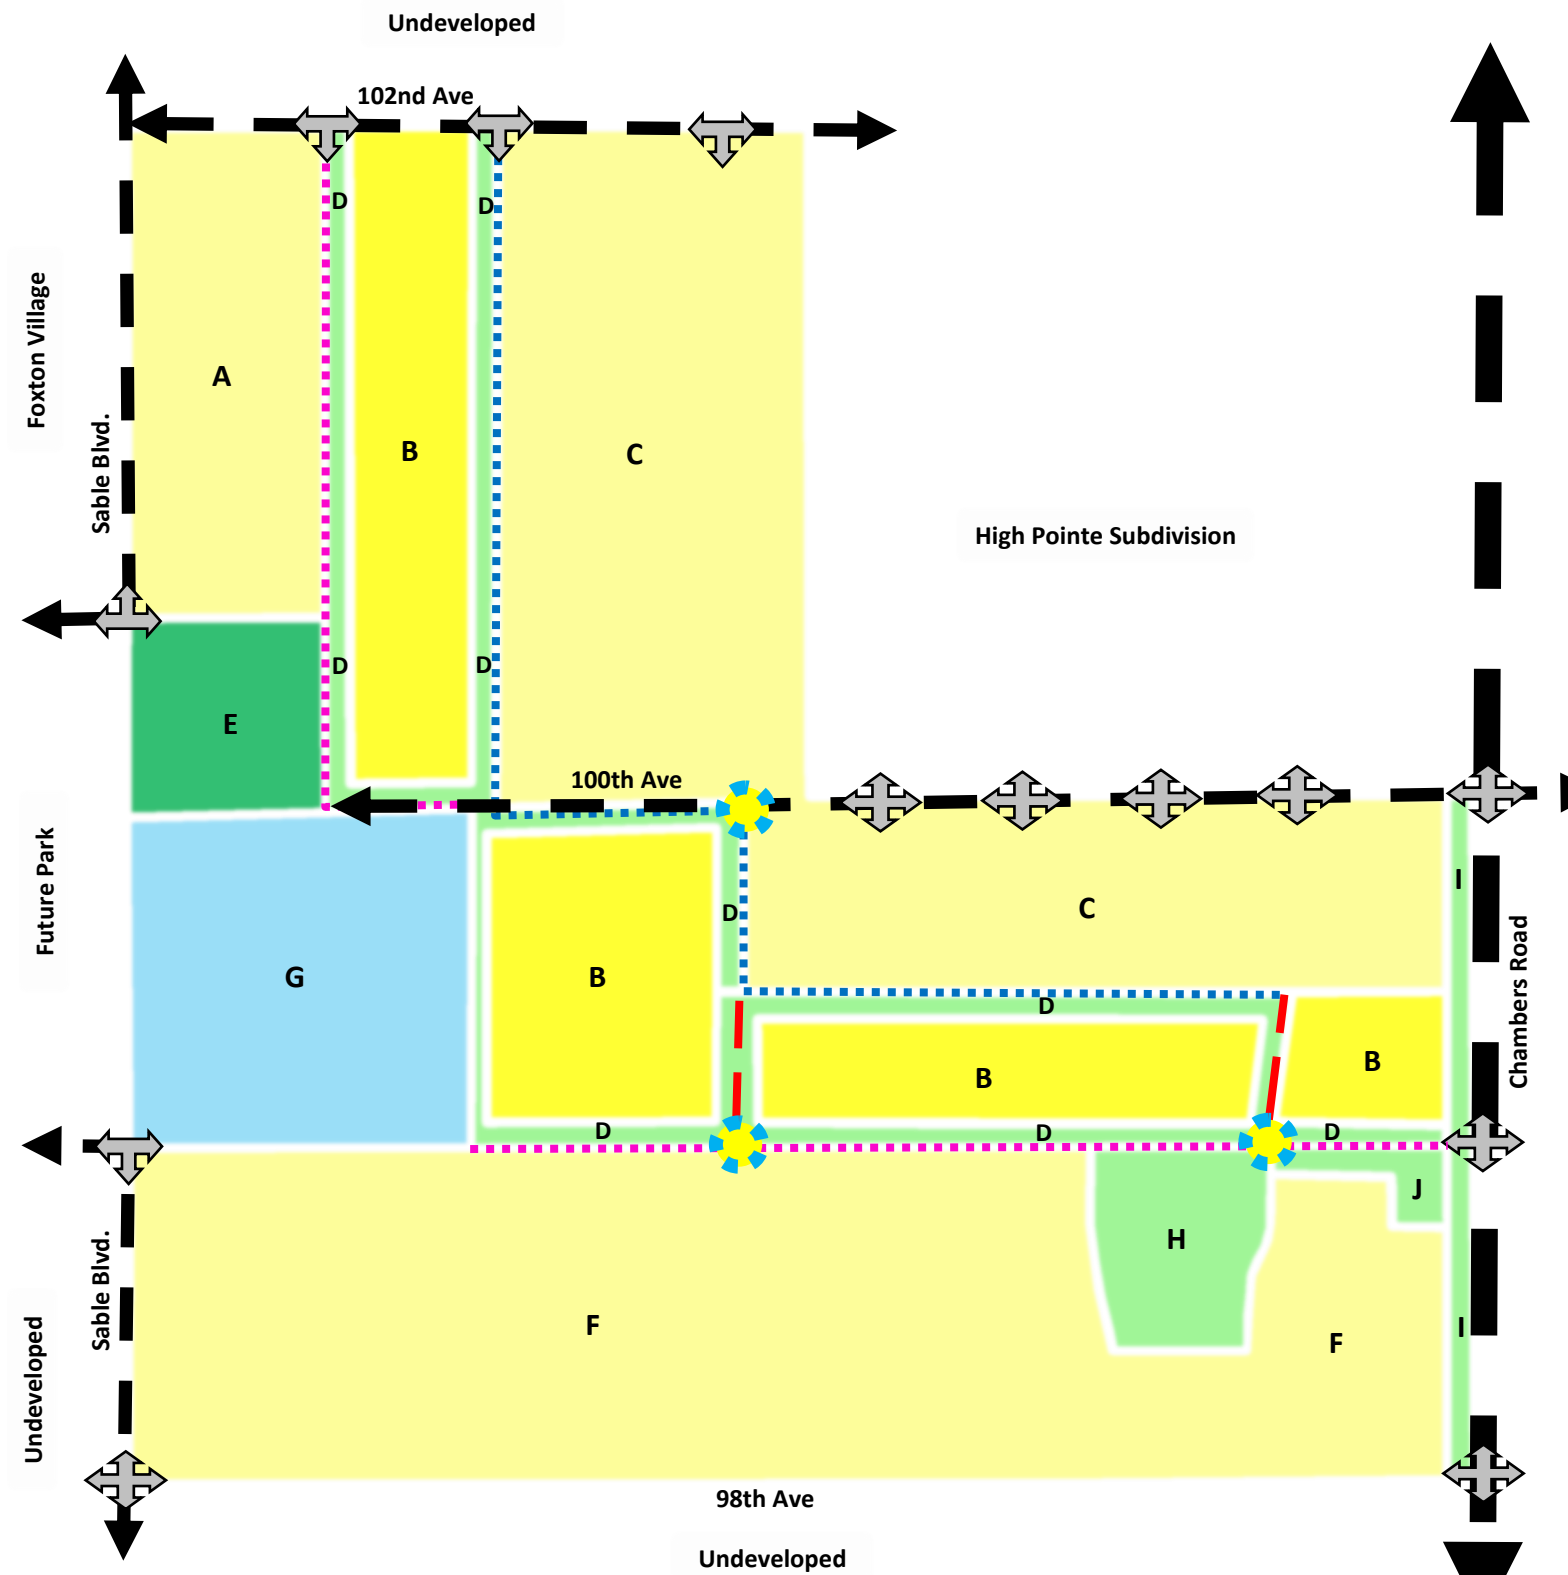 Undeveloped
102nd Ave
D
D
Foxton Village
A
Sable Blvd.
B
C
High Pointe Subdivision
D
D
E
100th Ave
Future Park
I
C
D
Chambers Road
G
B
D
B
B
D
D
D
J
H
Sable Blvd.
Undeveloped
F
I
F
98th Ave
Undeveloped